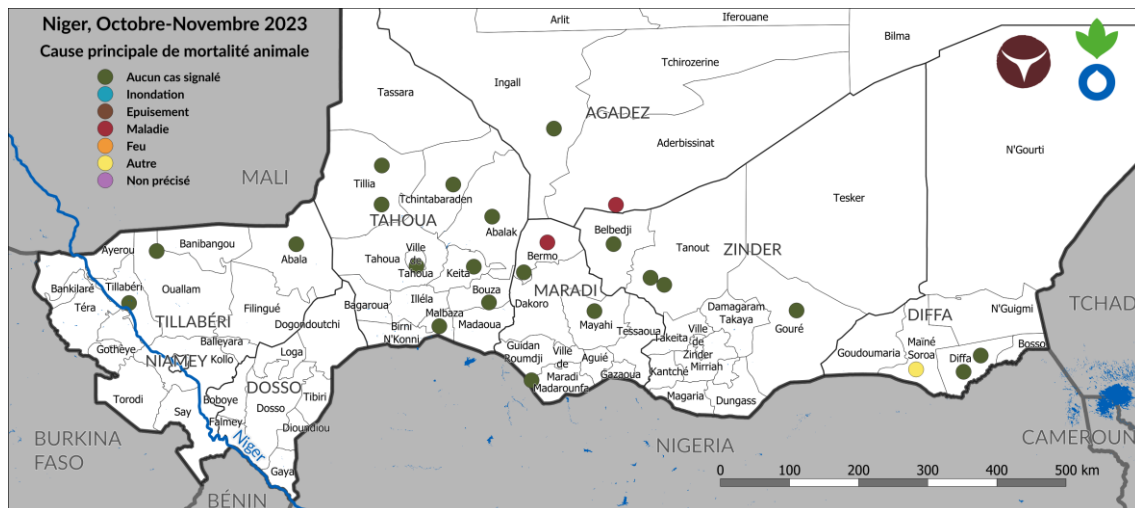 Niger, Octobre-Novembre 2023
Cause principale de mortalité animale
Aucun cas signalé
Inondation
Epuisement
Maladie
Feu
Autre
Non précisé
Arlit
Iferouane
Bilma
Tchirozerine
Ingall
Tassara
AGADEZ
Aderbissinat
N'Gourti
MALI
Tillia
Tchintabaraden
Tesker
TAHOUA
Abalak
Belbedji
Tanout
ZINDER
Ayerou
Banibangou
Abala
Tahoua
Ville de
Tahoua
Keita
Bermo
Bankilaré
Tillabéri
Ouallam
MARADI
Téra
Filingué
Bagaroua
Illéla
Bouza
Dakoro
Damagaram
Takaya
N'Guigmi
TCHAD
TILLABÉRI
Dogondoutchi
Birni
N'Konni
Malbaza
Madaoua
Mayahi
Tessaoua
Takeita
Ville
de
Zinder
Gouré
DIFFA
Maïné
Soroa
Bosso
Gotheye
Balleyara
NIAMEY
Kollo
Loga
Guidan
Roumdji
Ville
de
Maradi
Aguié
Mirriah
Goudoumaria
Diffa
Torodi
DOSSO
Tibiri
Madarounfa
Gazaoua
Kantché
Magaria
Dungass
Say
Boboye
Dosso
Falmey
Dioundiou
Gaya
Niger
BURKINA
FASO
BÉNIN
NIGERIA
CAMEROUN
0 100 200 300 400 500 km